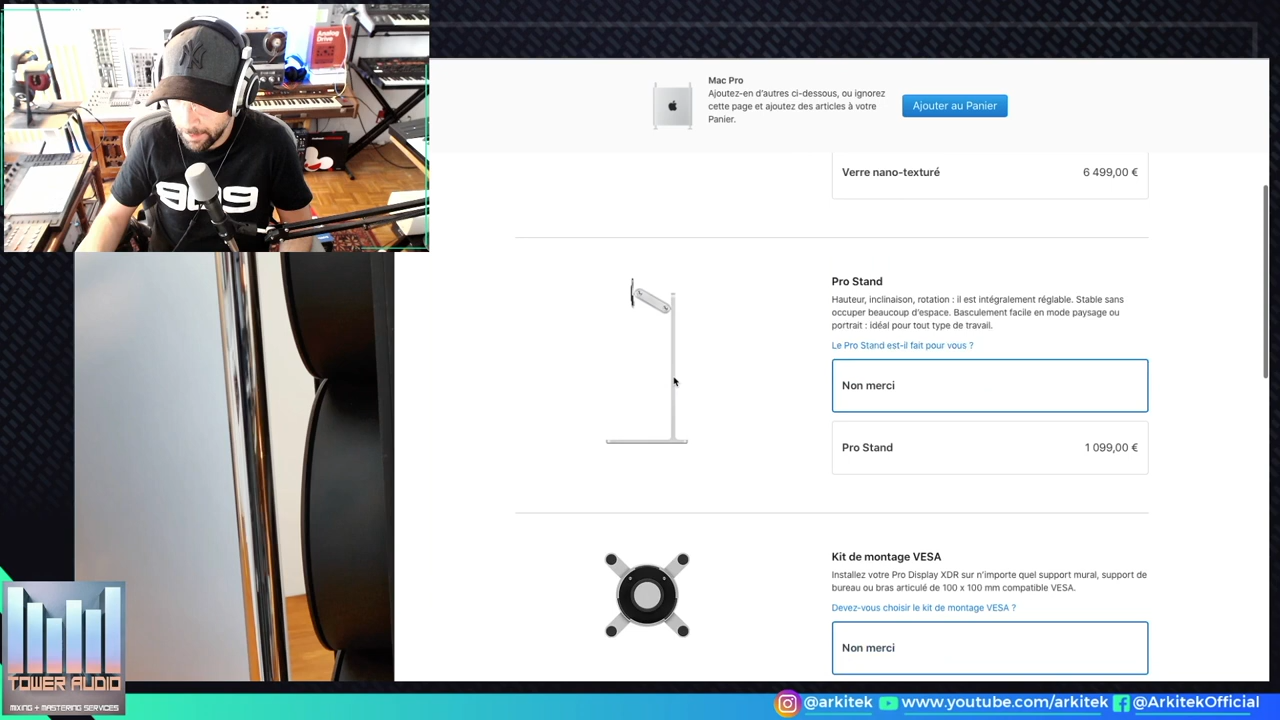 Analog
Drive
909
Mac Pro
Ajoutez-en d'autres ci-dessous, ou ignorez
cette page et ajoutez des articles à votre
Panier.
Ajouter au Panier
Verre nano-texturé 6 499,00 €
Pro Stand
Hauteur, inclinaison, rotation : il est intégralement réglable. Stable sans
occuper beaucoup d'espace. Basculement facile en mode paysage ou
portrait : idéal pour tout type de travail.
Le Pro Stand est-il fait pour vous ?
Non merci
Pro Stand 1 099,00 €
Kit de montage VESA
Installez votre Pro Display XDR sur n'importe quel support mural, support de
bureau ou bras articulé de 100 x 100 mm compatible VESA.
Devez-vous choisir le kit de montage VESA ?
Non merci
TOWER AUDIO
MIXING + MASTERING SERVICES
@arkitek www.youtube.com/arkitek @ArkitekOfficial